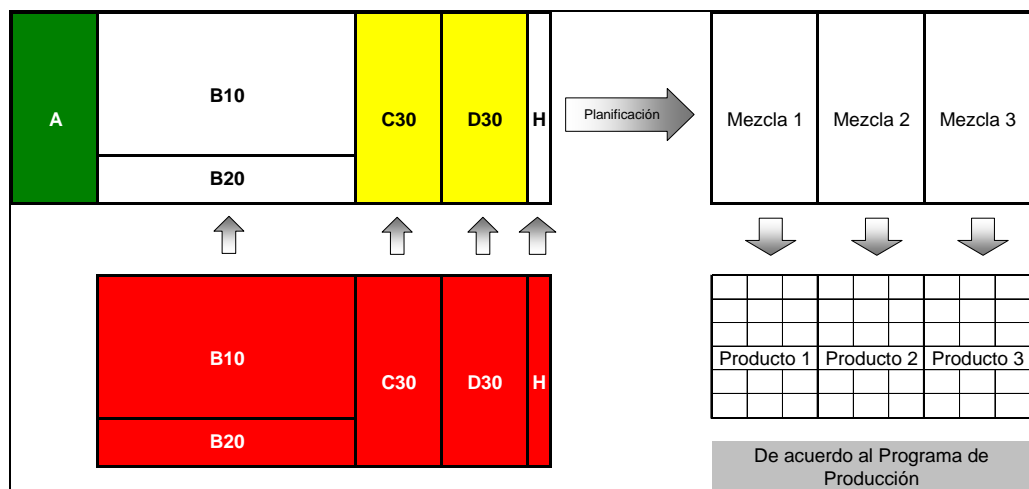 A
B10
B20
C30
D30
H
Planificación
Mezcla 1
Mezcla 2
Mezcla 3
B10
B20
C30
D30
H
Producto 1
Producto 2
Producto 3
De acuerdo al Programa de
Producción